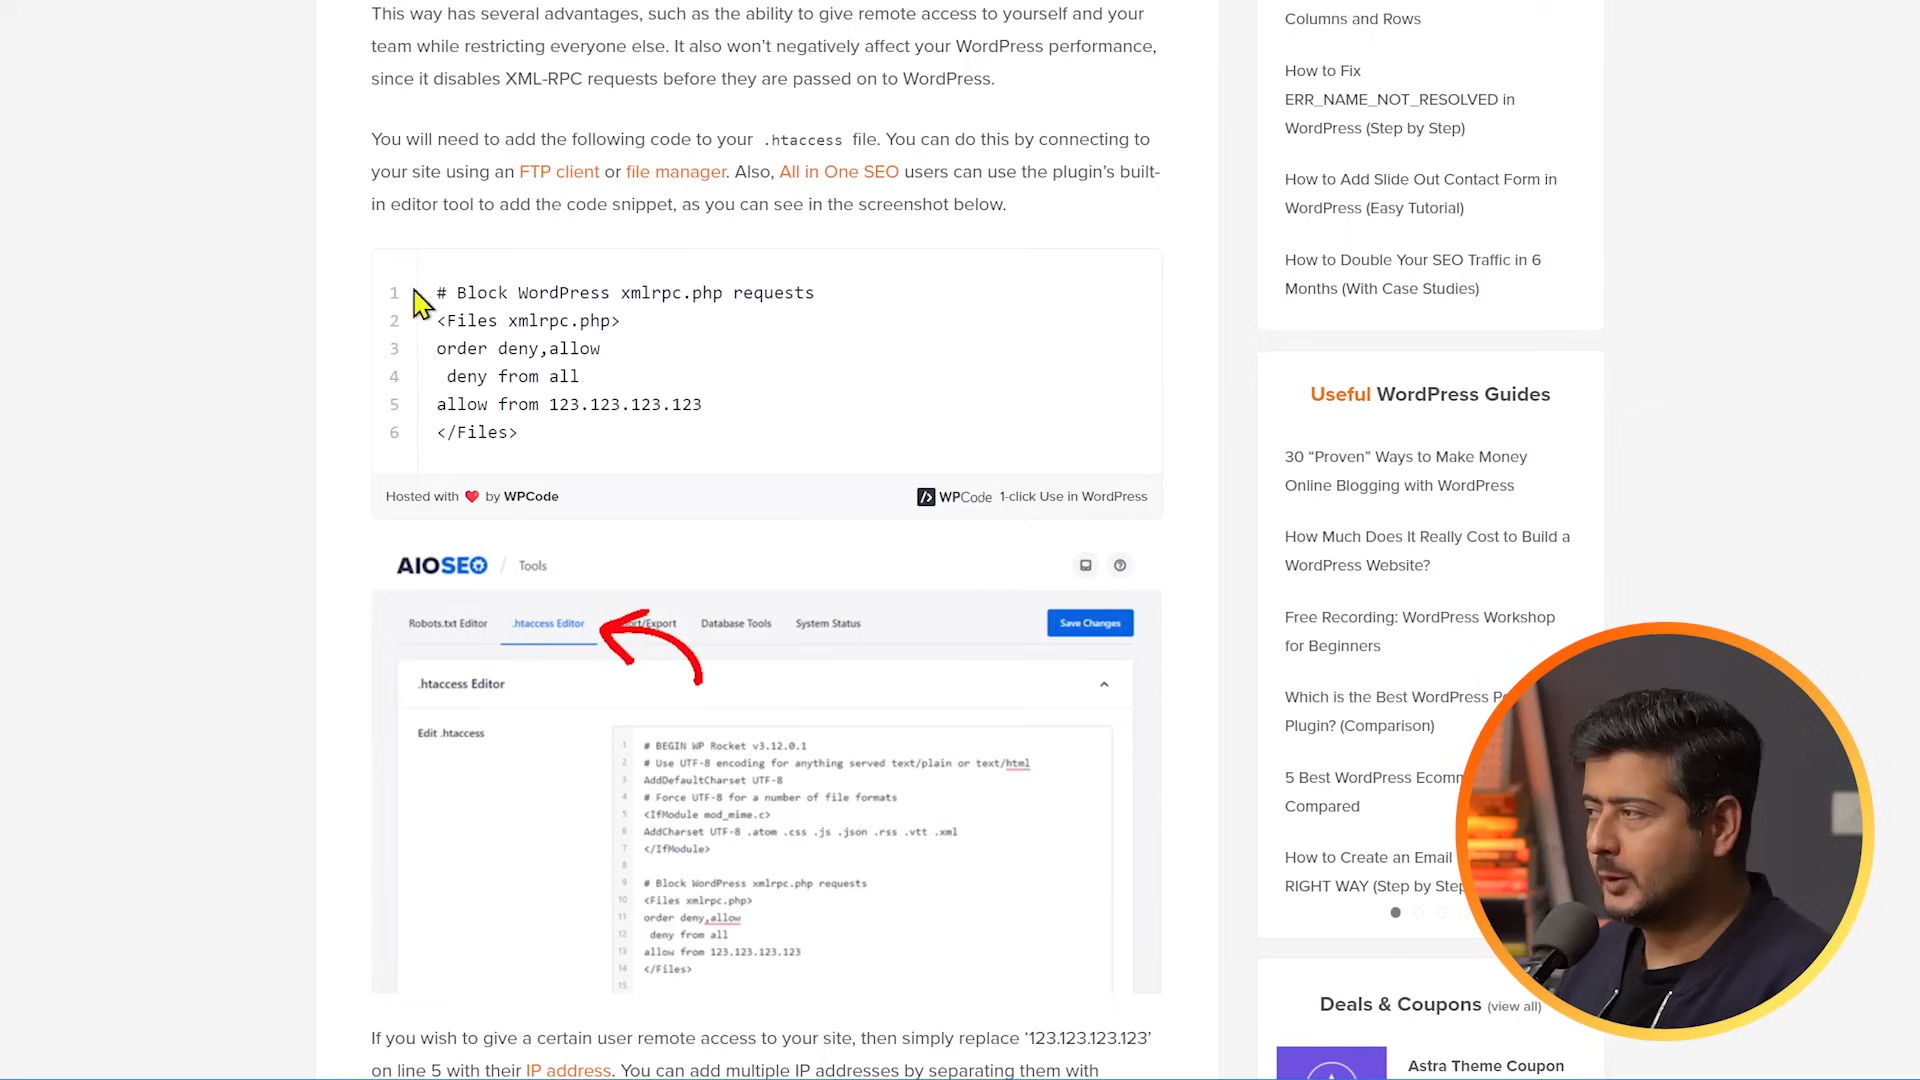 This way has several advantages, such as the ability to give remote access to yourself and your
team while restricting everyone else. It also won’t negatively affect your WordPress performance,
since it disables XML-RPC requests before they are passed on to WordPress.
You will need to add the following code to your .htaccess file. You can do this by connecting to
your site using an FTP client or file manager. Also, All in One SEO users can use the plugin’s built-
in editor tool to add the code snippet, as you can see in the screenshot below.
1 # Block WordPress xmlrpc.php requests
2 <Files xmlrpc.php>
3 order deny,allow
4 deny from all
5 allow from 123.123.123.123
6 </Files>
Hosted with ❤ by WPCode
WPCode 1-click Use in WordPress
AIOSEO / Tools
Robots.txt Editor .htaccess Editor Database Tools System Status Save Changes
.htaccess Editor
Edit .htaccess
1 # BEGIN WP Rocket v3.12.0.1
2 # Use UTF-8 encoding for anything served text/plain or text/html
3 AddDefaultCharset UTF-8
4 # Force UTF-8 for a number of file formats
5 <IfModule mod_mime.c>
6 AddCharset UTF-8 .atom .css .js .json .rss .vtt .xml
7 </IfModule>
8
9 # Block WordPress xmlrpc.php requests
10 <Files xmlrpc.php>
11 order deny,allow
12 deny from all
13 allow from 123.123.123.123
14 </Files>
15
If you wish to give a certain user remote access to your site, then simply replace ‘123.123.123.123’
on line 5 with their IP address. You can add multiple IP addresses by separating them with
Columns and Rows
How to Fix
ERR_NAME_NOT_RESOLVED in
WordPress (Step by Step)
How to Add Slide Out Contact Form in
WordPress (Easy Tutorial)
How to Double Your SEO Traffic in 6
Months (With Case Studies)
Useful WordPress Guides
30 “Proven” Ways to Make Money
Online Blogging with WordPress
How Much Does It Really Cost to Build a
WordPress Website?
Free Recording: WordPress Workshop
for Beginners
Which is the Best WordPress
Plugin? (Comparison)
5 Best WordPress
Compared
How to Create an Email
RIGHT WAY (Step by
Deals & Coupons (view all)
Astra Theme Coupon